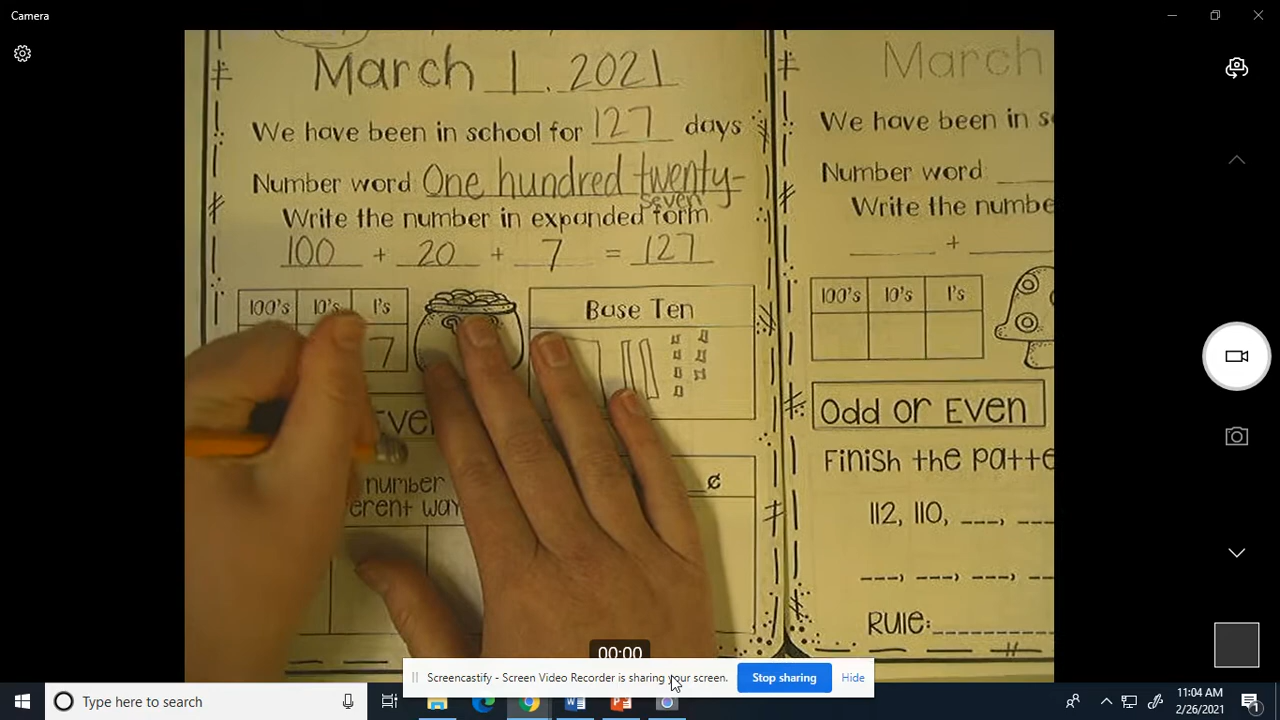 Camera
March 1, 2021
We have been in school for 127 days
Number word One hundred twenty-
seven
Write the number in expanded form
100 + 20 + 7 = 127
100's 10's 1's
7
Base Ten
Even
¢
number
March
We have been in s
Number word
Write the numbe
+
100's 10's 1's
Odd or Even
Finish the patte
112, 110,
RULE:
00:00
Screencastify - Screen Video Recorder is sharing your screen.
Stop sharing
Hide
Type here to search
11:04 AM
2/26/2021